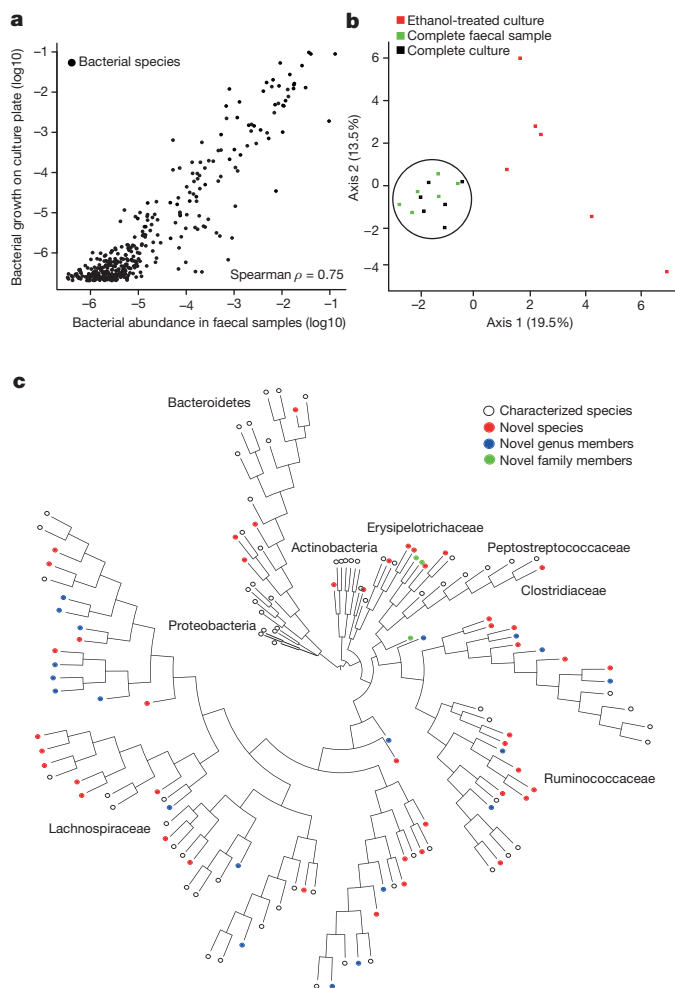 a
Bacterial growth on culture plate (log10)
−1
−2
−3
−4
−5
−6
Bacterial species
Spearman ρ = 0.75
−6
−5
−4
−3
−2
−1
Bacterial abundance in faecal samples (log10)
b
Ethanol-treated culture
Complete faecal sample
Complete culture
Axis 2 (13.5%)
6
4
2
0
−2
−4
−2
0
2
4
6
Axis 1 (19.5%)
c
Characterized species
Novel species
Novel genus members
Novel family members
Bacteroidetes
Actinobacteria
Erysipelotrichaceae
Peptostreptococcaceae
Clostridiaceae
Proteobacteria
Ruminococcaceae
Lachnospiraceae